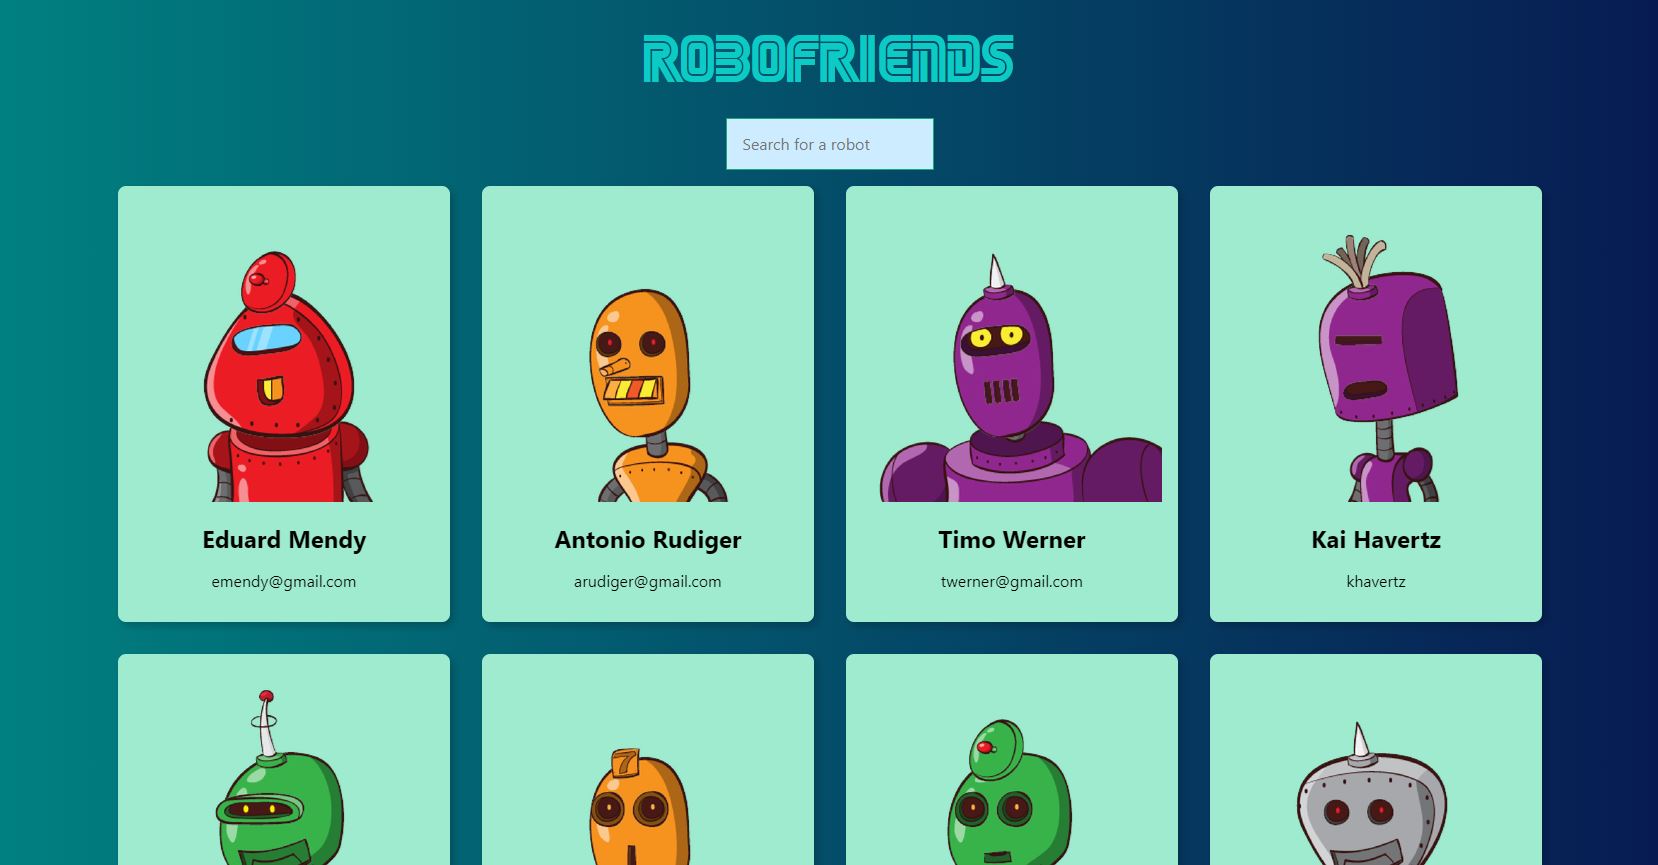 ROBOFRIENDS
Search for a robot
Eduard Mendy
Antonio Rudiger
Timo Werner
Kai Havertz
emendy@gmail.com
arudiger@gmail.com
twerner@gmail.com
khavertz
7